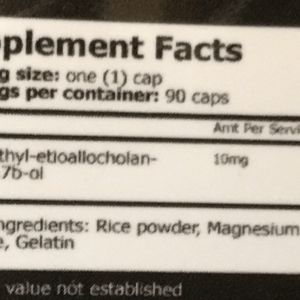 pplement Facts
g size: one (1) cap
gs per container: 90 caps
Amt Per Servi
thyl-etioallocholan- 10mg
7b-ol
ngredients: Rice powder, Magnesium
e, Gelatin
value not established